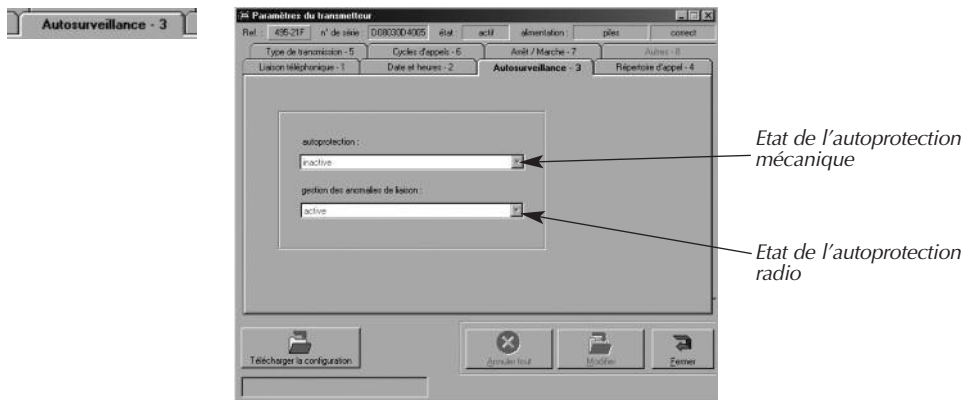 Autosurveillance - 3
Paramètres du transmetteur
Ref. : 495-21F n° de série : D08030D4005 état : actif alimentation : piles correct
Type de transmission - 5 Cycles d'appels - 6 Arrêt / Marche - 7 Autres - 8
Liaison téléphonique - 1 Date et heures - 2 Autosurveillance - 3 Répertoire d'appel - 4
autoprotection :
inactive
Etat de l'autoprotection
mécanique
gestion des anomalies de liaison :
active
Etat de l'autoprotection
radio
Télécharger la configuration
Annuler tout
Modifier
Fermer